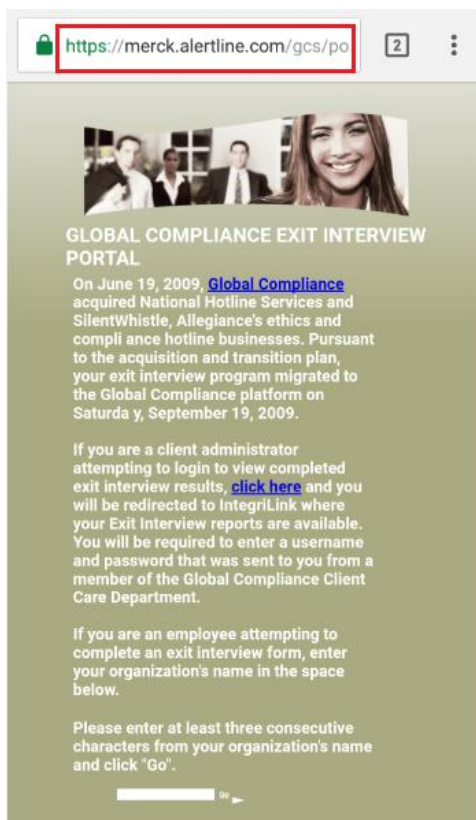 https://merck.alertline.com/gcs/po
2
GLOBAL COMPLIANCE EXIT INTERVIEW
PORTAL
On June 19, 2009, Global Compliance
acquired National Hotline Services and
SilentWhistle, Allegiance's ethics and
compli ance hotline businesses. Pursuant
to the acquisition and transition plan,
your exit interview program migrated to
the Global Compliance platform on
Saturda y, September 19, 2009.
If you are a client administrator
attempting to login to view completed
exit interview results, click here and you
will be redirected to IntegriLink where
your Exit Interview reports are available.
You will be required to enter a username
and password that was sent to you from a
member of the Global Compliance Client
Care Department.
If you are an employee attempting to
complete an exit interview form, enter
your organization's name in the space
below.
Please enter at least three consecutive
characters from your organization's name
and click "Go".
Go